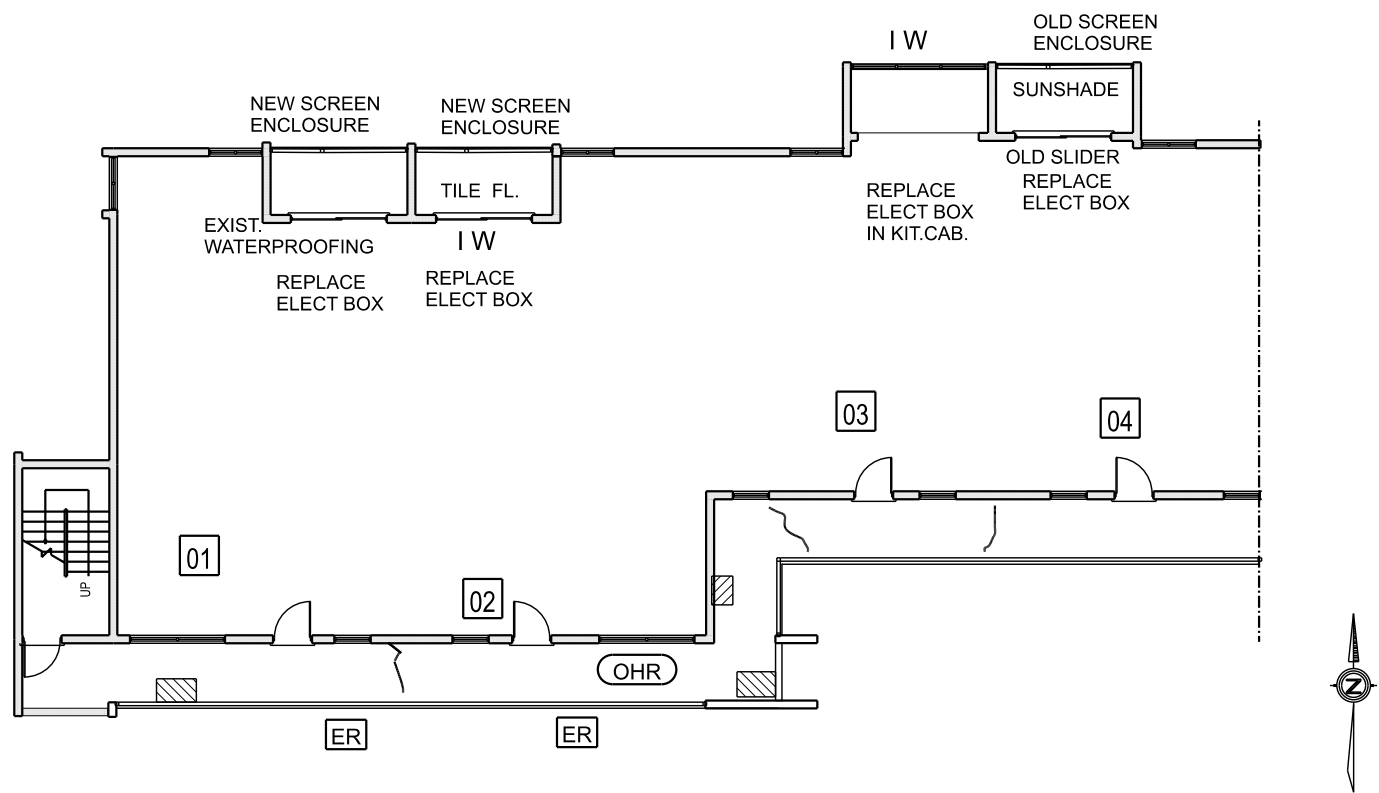 OLD SCREEN
ENCLOSURE
I W
SUNSHADE
NEW SCREEN
ENCLOSURE
NEW SCREEN
ENCLOSURE
OLD SLIDER
REPLACE
ELECT BOX
REPLACE
ELECT BOX
IN KIT.CAB.
TILE FL.
EXIST.
WATERPROOFING
I W
REPLACE
ELECT BOX
REPLACE
ELECT BOX
03
04
01
02
UP
OHR
ER
ER
N